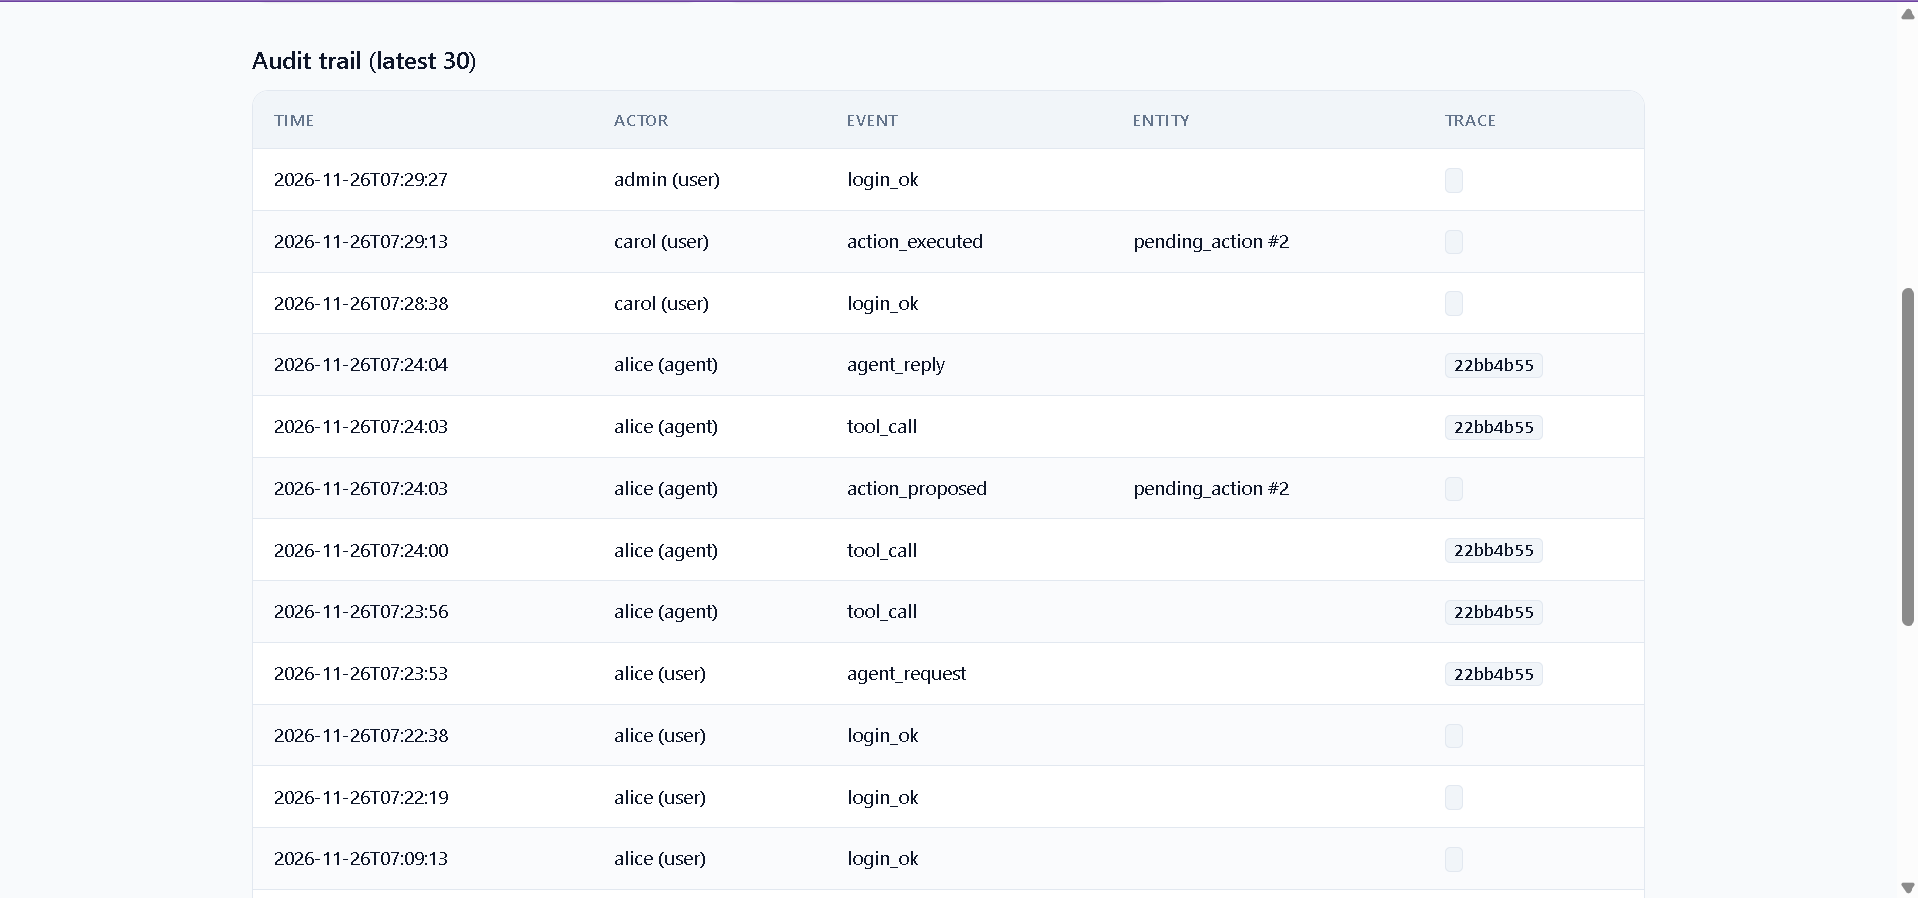 Audit trail (latest 30)
TIME ACTOR EVENT ENTITY TRACE
2026-11-26T07:29:27 admin (user) login_ok
2026-11-26T07:29:13 carol (user) action_executed pending_action #2
2026-11-26T07:28:38 carol (user) login_ok
2026-11-26T07:24:04 alice (agent) agent_reply 22bb4b55
2026-11-26T07:24:03 alice (agent) tool_call 22bb4b55
2026-11-26T07:24:03 alice (agent) action_proposed pending_action #2
2026-11-26T07:24:00 alice (agent) tool_call 22bb4b55
2026-11-26T07:23:56 alice (agent) tool_call 22bb4b55
2026-11-26T07:23:53 alice (user) agent_request 22bb4b55
2026-11-26T07:22:38 alice (user) login_ok
2026-11-26T07:22:19 alice (user) login_ok
2026-11-26T07:09:13 alice (user) login_ok